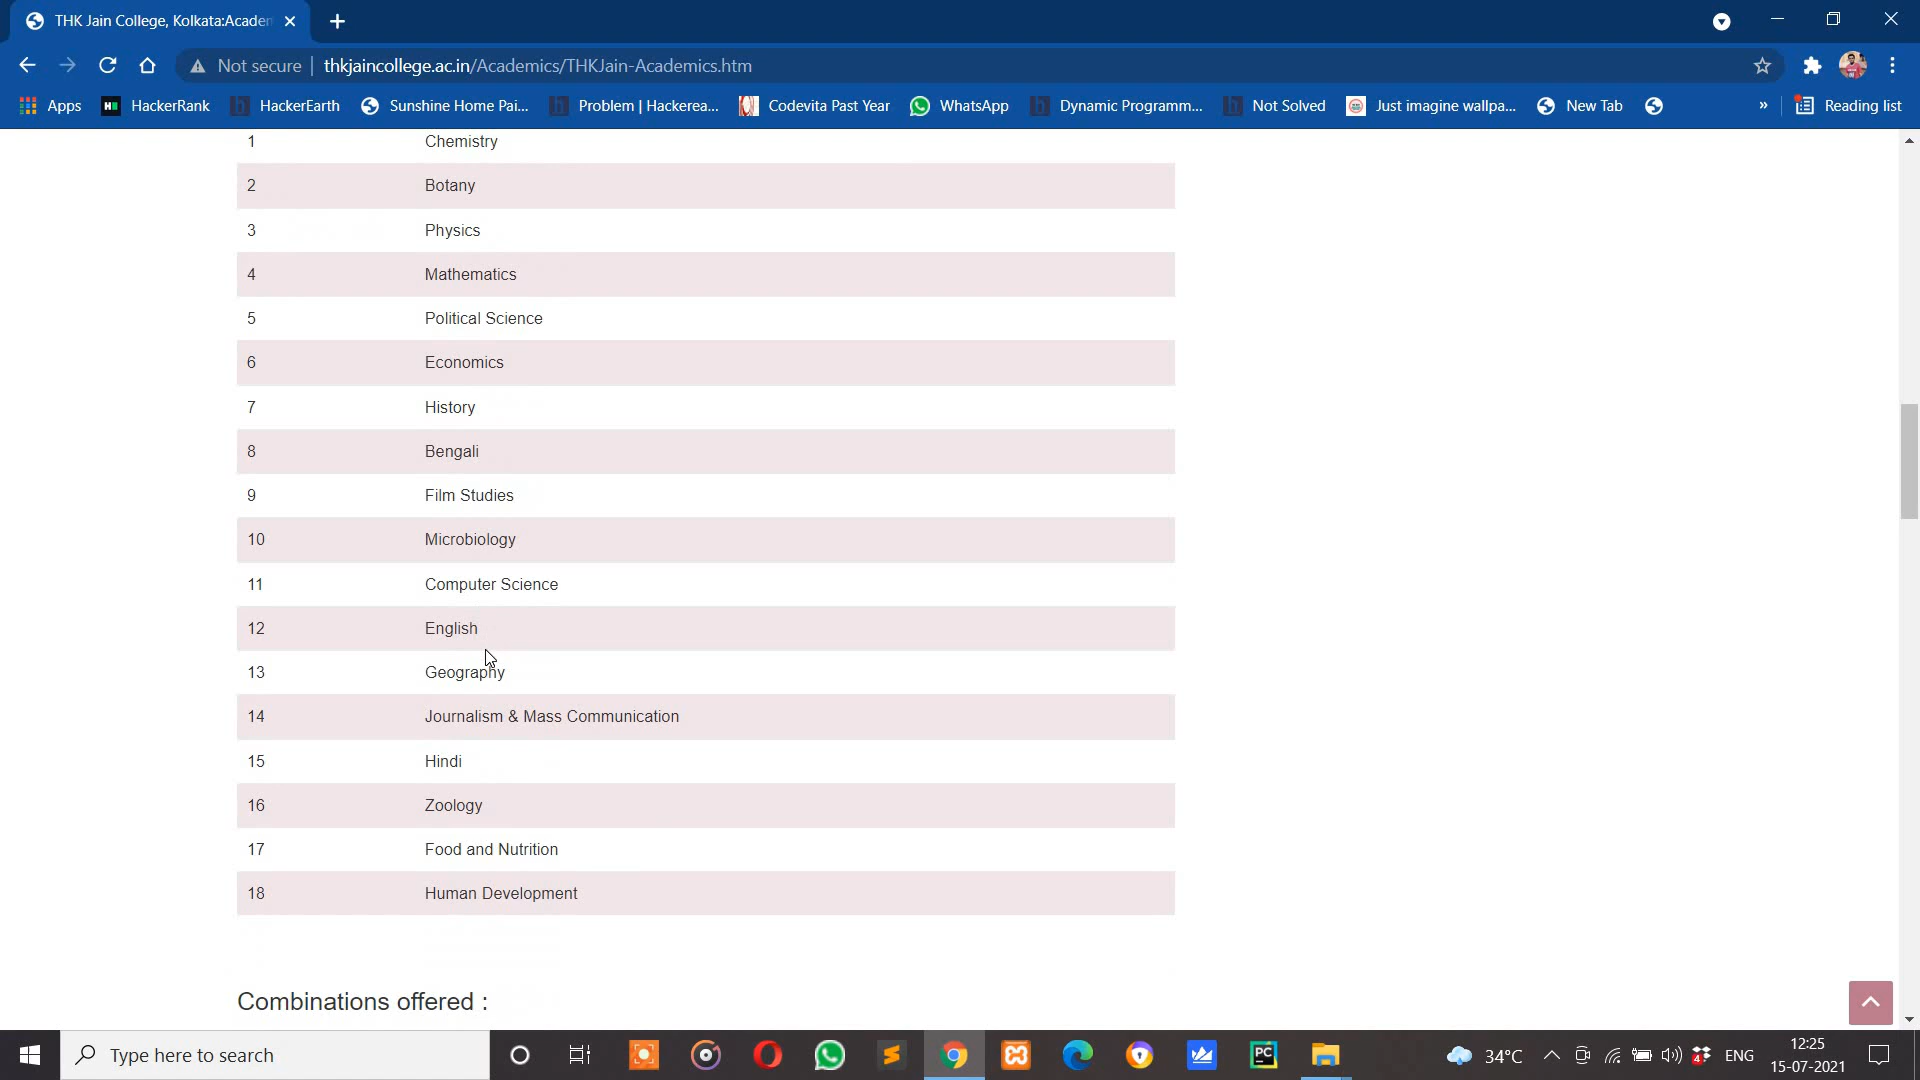 THK Jain College, Kolkata:Academ
Not secure | thkjaincollege.ac.in/Academics/THKJain-Academics.htm
Apps HackerRank HackerEarth Sunshine Home Pai... Problem | Hackerea... Codevita Past Year WhatsApp Dynamic Programm... Not Solved Just imagine wallpa... New Tab » Reading list
1 Chemistry
2 Botany
3 Physics
4 Mathematics
5 Political Science
6 Economics
7 History
8 Bengali
9 Film Studies
10 Microbiology
11 Computer Science
12 English
13 Geography
14 Journalism & Mass Communication
15 Hindi
16 Zoology
17 Food and Nutrition
18 Human Development
Combinations offered :
Type here to search
PC
34°C
4
ENG
12:25
15-07-2021